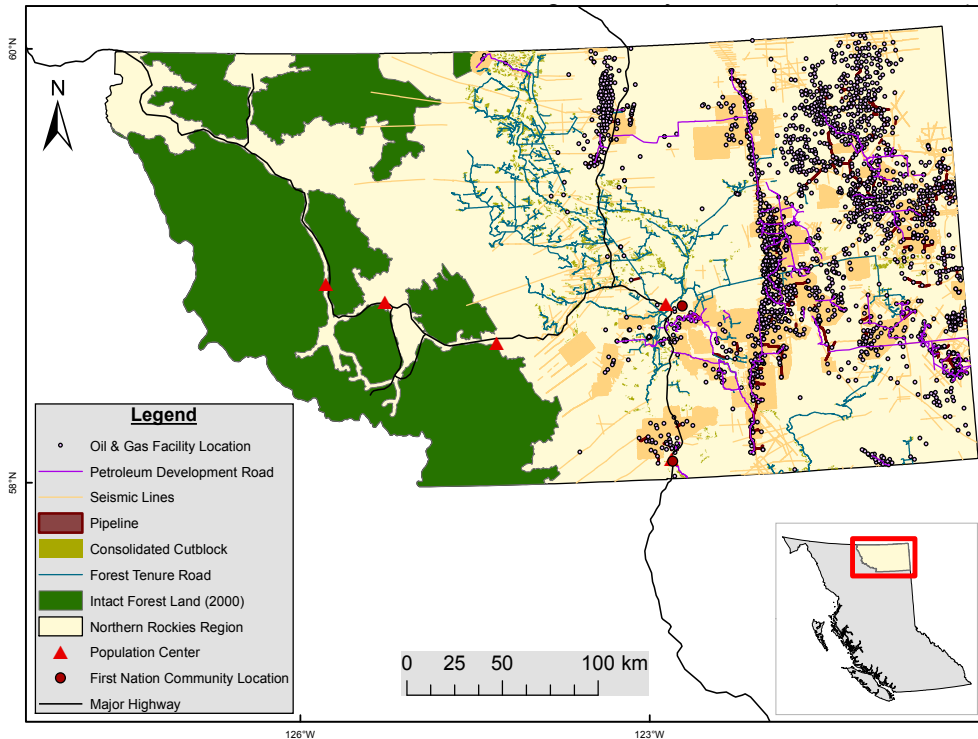 60°N
N
58°N
Legend
Oil & Gas Facility Location
Petroleum Development Road
Seismic Lines
Pipeline
Consolidated Cutblock
Forest Tenure Road
Intact Forest Land (2000)
Northern Rockies Region
Population Center
First Nation Community Location
Major Highway
0 25 50 100 km
126°W 123°W